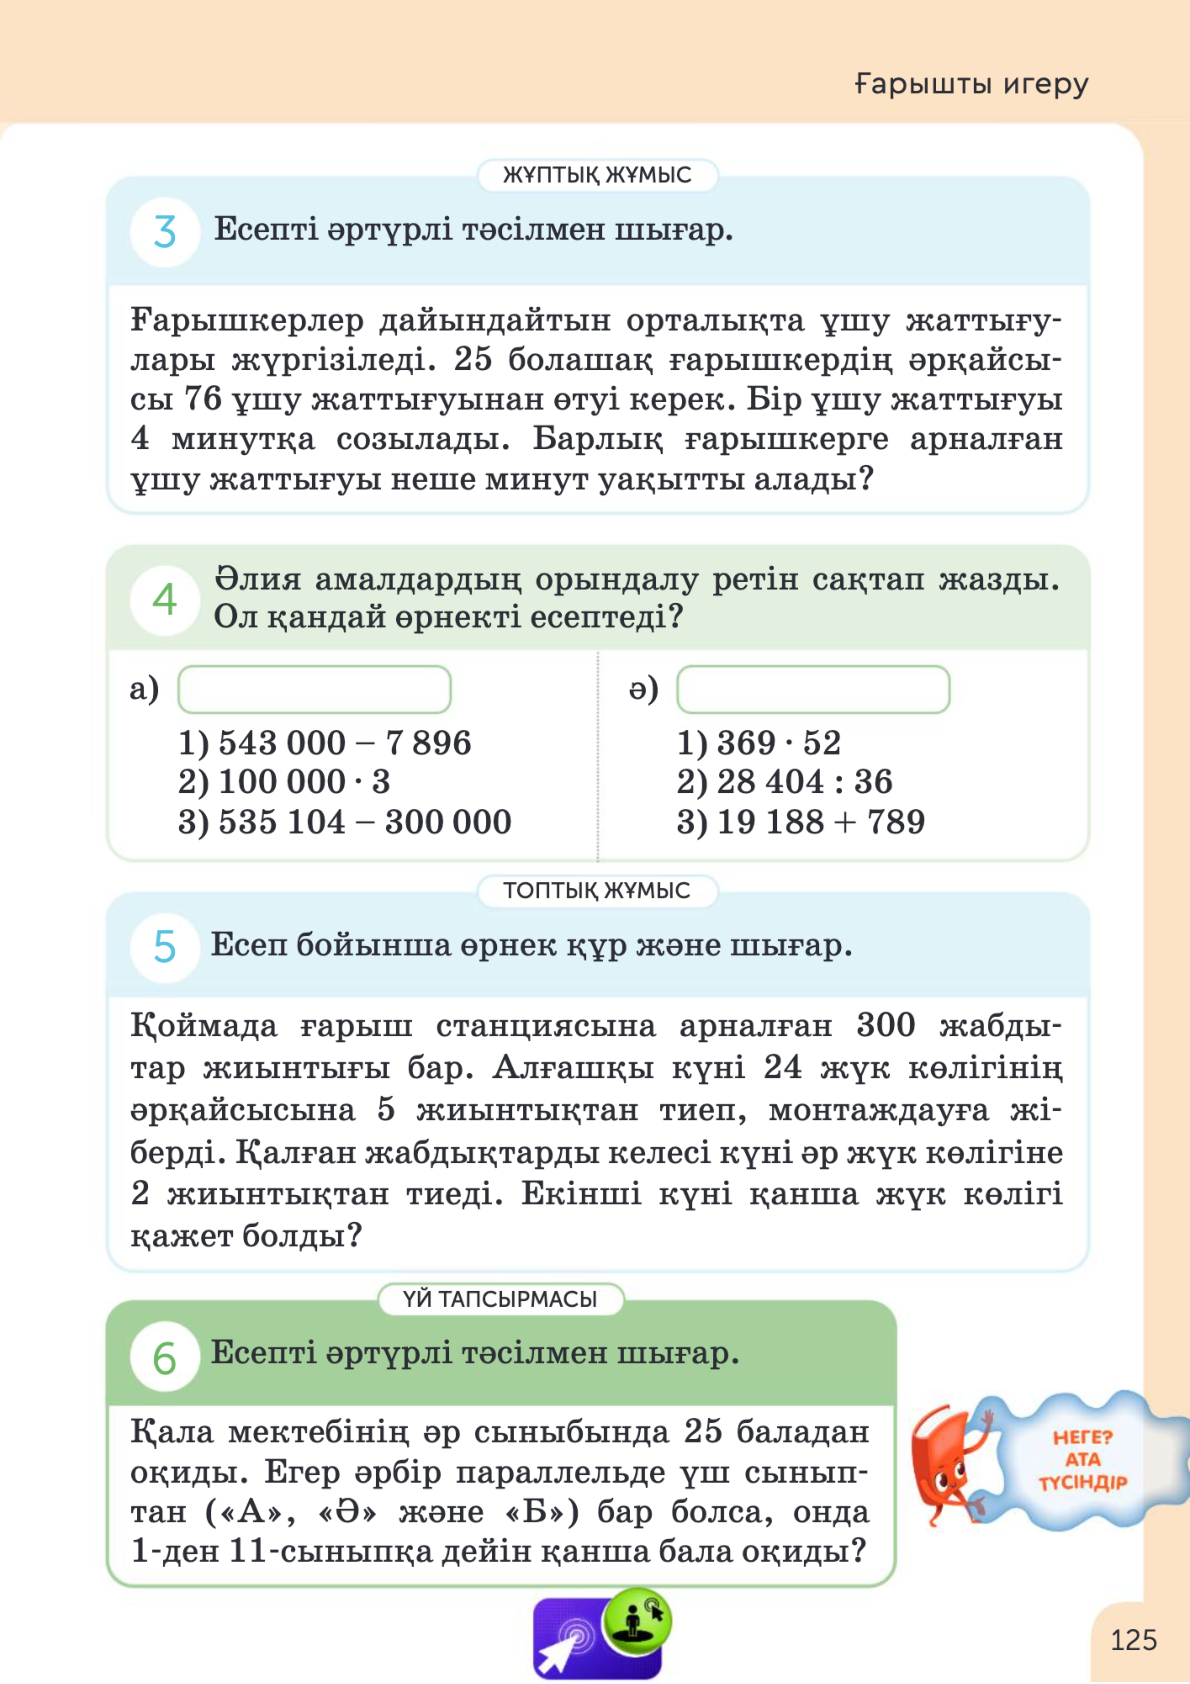 Ғарышты игеру
ЖҰПТЫҚ ЖҰМЫС
3 Есепті әртүрлі тәсілмен шығар.
Ғарышкерлер дайындайтын орталықта ұшу жаттығу-
лары жүргізіледі. 25 болашақ ғарышкердің әрқайсы-
сы 76 ұшу жаттығуынан өтуі керек. Бір ұшу жаттығуы
4 минутқа созылады. Барлық ғарышкерге арналған
ұшу жаттығуы неше минут уақытты алады?
4 Әлия амалдардың орындалу ретін сақтап жазды.
Ол қандай өрнекті есептеді?
а)
1) 543 000 – 7 896
2) 100 000 · 3
3) 535 104 – 300 000
ә)
1) 369 · 52
2) 28 404 : 36
3) 19 188 + 789
ТОПТЫҚ ЖҰМЫС
5 Есеп бойынша өрнек құр және шығар.
Қоймада ғарыш станциясына арналған 300 жабды-
тар жиынтығы бар. Алғашқы күні 24 жүк көлігінің
әрқайсысына 5 жиынтықтан тиеп, монтаждауға жі-
берді. Қалған жабдықтарды келесі күні әр жүк көлігіне
2 жиынтықтан тиеді. Екінші күні қанша жүк көлігі
қажет болды?
ҮЙ ТАПСЫРМАСЫ
6 Есепті әртүрлі тәсілмен шығар.
Қала мектебінің әр сыныбында 25 баладан
оқиды. Егер әрбір параллельде үш сынып-
тан («А», «Ә» және «Б») бар болса, онда
1-ден 11-сыныпқа дейін қанша бала оқиды?
НЕГЕ?
АТА
ТҮСІНДІР
125